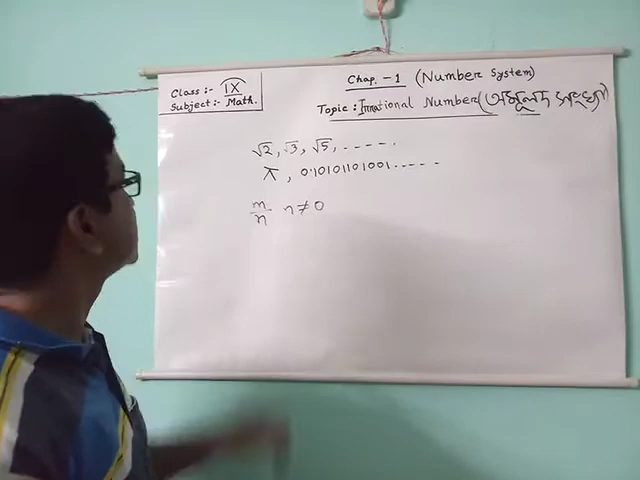 Class :- IX
Subject :- Math.
Chap. - 1 (Number System)
Topic : Irrational Number (অমূলদ সংখ্যা)
√2, √3, √5, - - - - .
π, 0.10101101001. - - - -
m/n n ≠ 0